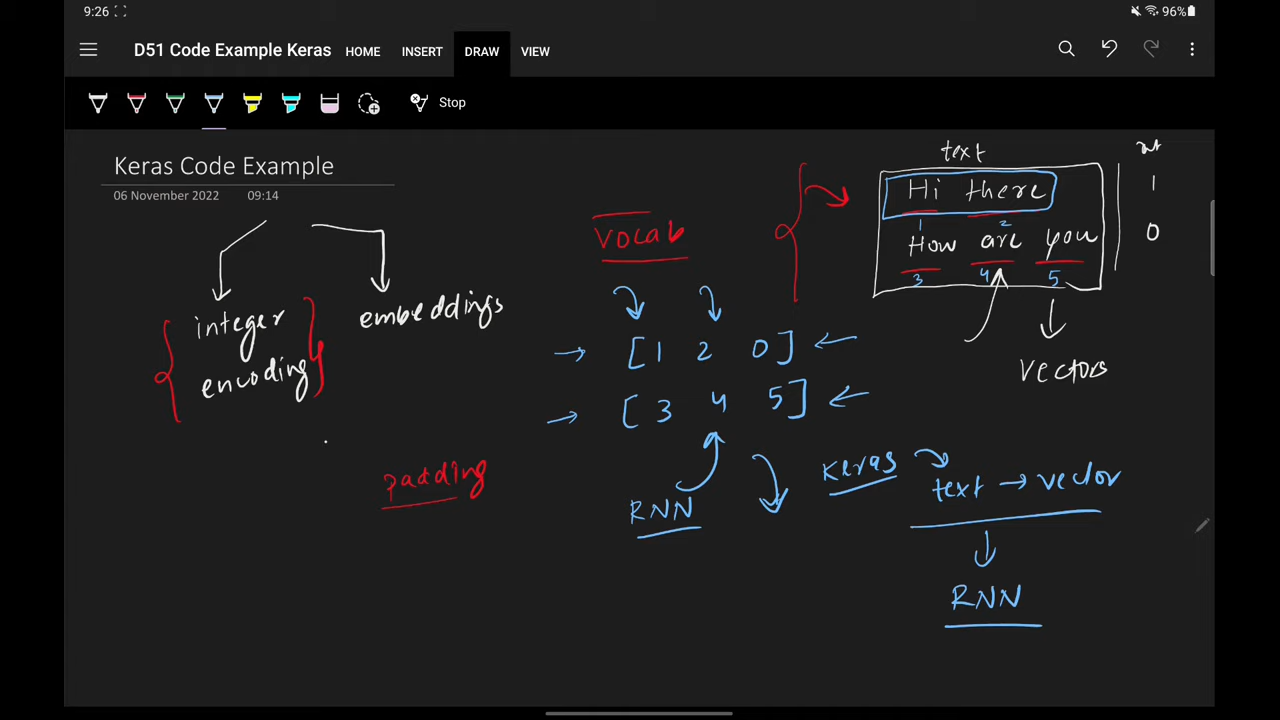 9:26
96%
D51 Code Example Keras
HOME
INSERT
DRAW
VIEW
Stop
Keras Code Example
06 November 2022 09:14
integer
encoding
embeddings
padding
vocab
[1 2 0]
[3 4 5]
RNN
text
Hi there
1 2
How are you
3 4 5
1
0
vectors
Keras
text → vector
RNN